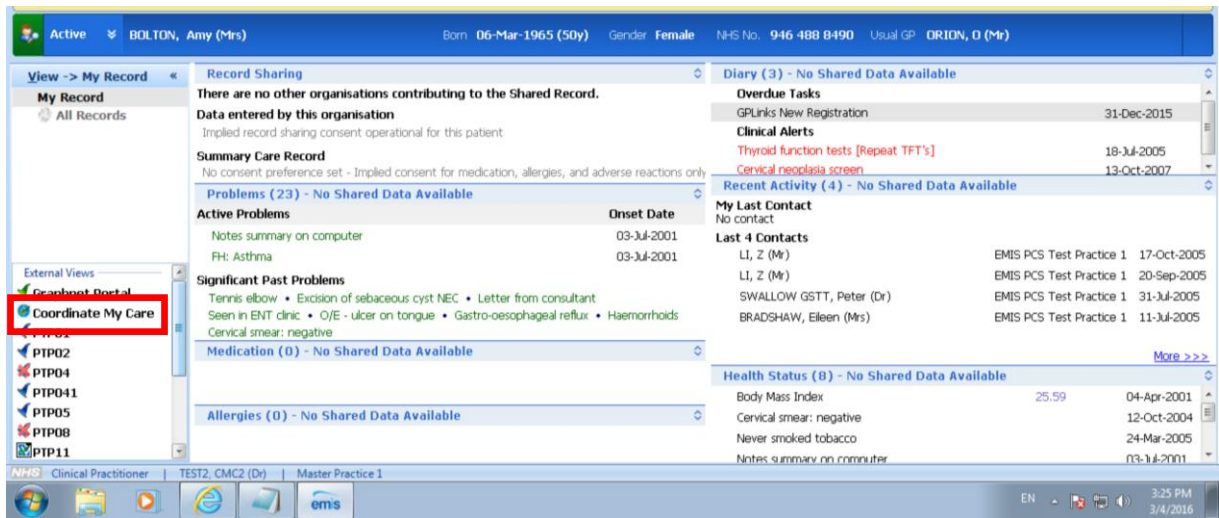 Active BOLTON, Amy (Mrs) Born 06-Mar-1965 (50y) Gender Female NHS No. 946 488 8490 Usual GP ORION, O (Mr)
View -> My Record «
My Record
All Records
External Views
Graphnet Portal
Coordinate My Care
PTP01
PTP02
PTP04
PTP041
PTP05
PTP08
PTP11
Record Sharing
There are no other organisations contributing to the Shared Record.
Data entered by this organisation
Implied record sharing consent operational for this patient
Summary Care Record
No consent preference set - Implied consent for medication, allergies, and adverse reactions only
Problems (23) - No Shared Data Available
Active Problems Onset Date
Notes summary on computer 03-Jul-2001
FH: Asthma 03-Jul-2001
Significant Past Problems
Tennis elbow • Excision of sebaceous cyst NEC • Letter from consultant
Seen in ENT clinic • O/E - ulcer on tongue • Gastro-oesophageal reflux • Haemorrhoids
Cervical smear: negative
Medication (0) - No Shared Data Available
Allergies (0) - No Shared Data Available
Diary (3) - No Shared Data Available
Overdue Tasks
GPLinks New Registration 31-Dec-2015
Clinical Alerts
Thyroid function tests [Repeat TFT's] 18-Jul-2005
Cervical neoplasia screen 13-Oct-2007
Recent Activity (4) - No Shared Data Available
My Last Contact
No contact
Last 4 Contacts
LI, Z (Mr) EMIS PCS Test Practice 1 17-Oct-2005
LI, Z (Mr) EMIS PCS Test Practice 1 20-Sep-2005
SWALLOW GSTT, Peter (Dr) EMIS PCS Test Practice 1 31-Jul-2005
BRADSHAW, Eileen (Mrs) EMIS PCS Test Practice 1 11-Jul-2005
More >>>
Health Status (8) - No Shared Data Available
Body Mass Index 25.59 04-Apr-2001
Cervical smear: negative 12-Oct-2004
Never smoked tobacco 24-Mar-2005
Notes summary on computer 03-Jul-2001
NHS Clinical Practitioner | TEST2, CMC2 (Dr) | Master Practice 1
emis
EN 3:25 PM
3/4/2016